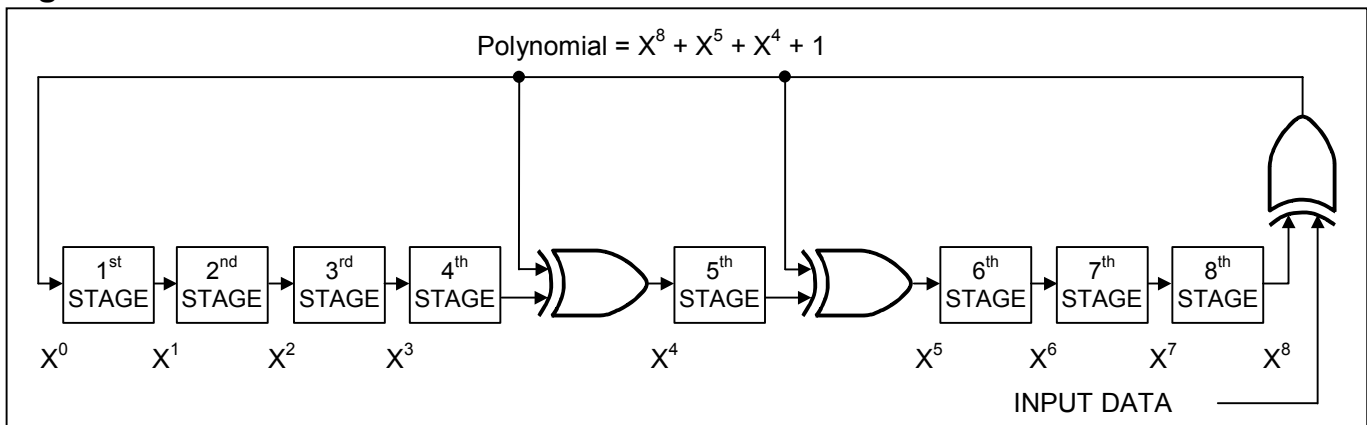 Polynomial = X⁸ + X⁵ + X⁴ + 1
1st STAGE
2nd STAGE
3rd STAGE
4th STAGE
5th STAGE
6th STAGE
7th STAGE
8th STAGE
X⁰ X¹ X² X³ X⁴ X⁵ X⁶ X⁷ X⁸
INPUT DATA